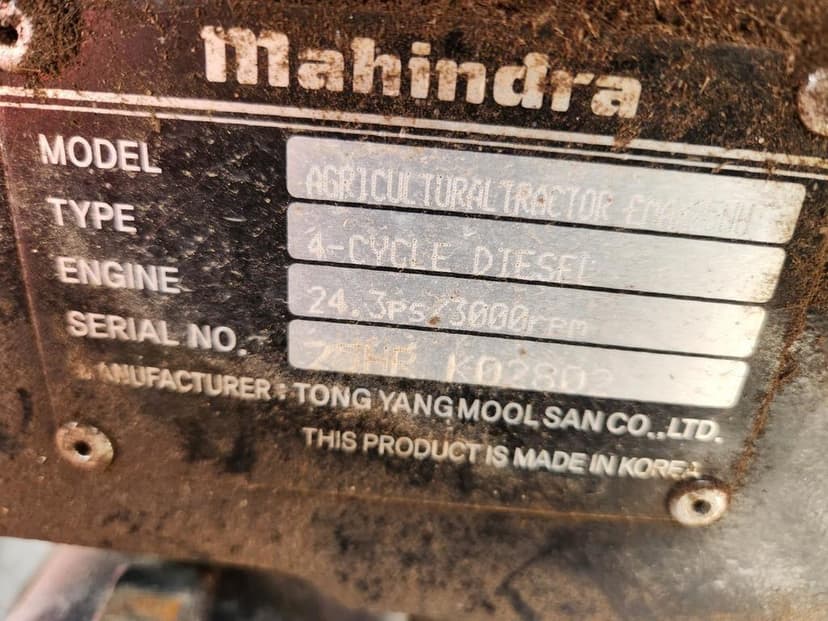 mahindra
MODEL AGRICULTURALTRACTOR
TYPE 4-CYCLE DIESEL
ENGINE 24.3ps/3000rpm
SERIAL NO. K02802
MANUFACTURER : TONG YANG MOOL SAN CO.,LTD.
THIS PRODUCT IS MADE IN KOREA